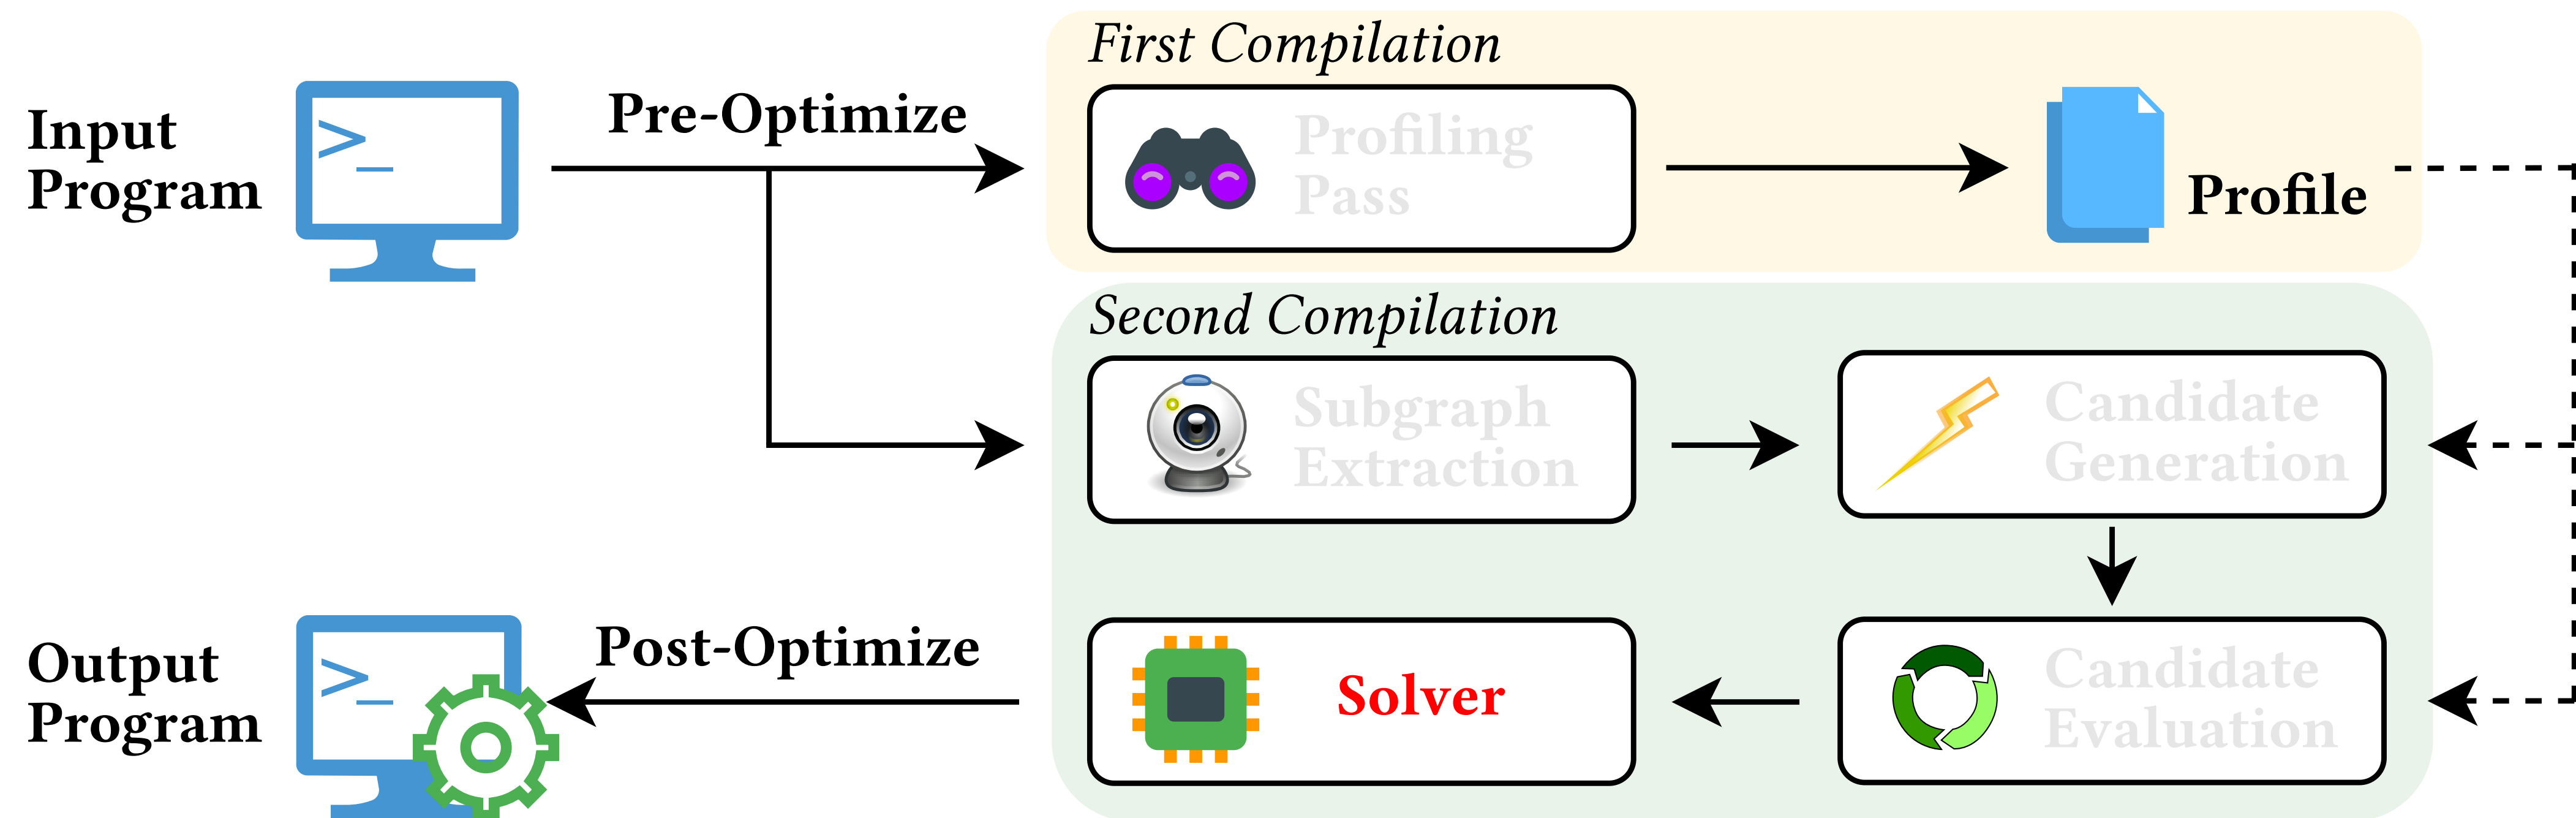 First Compilation
Input
Program
>_
Pre-Optimize
Profiling
Pass
Profile
Second Compilation
Subgraph
Extraction
Candidate
Generation
Output
Program
>_
Post-Optimize
Solver
Candidate
Evaluation